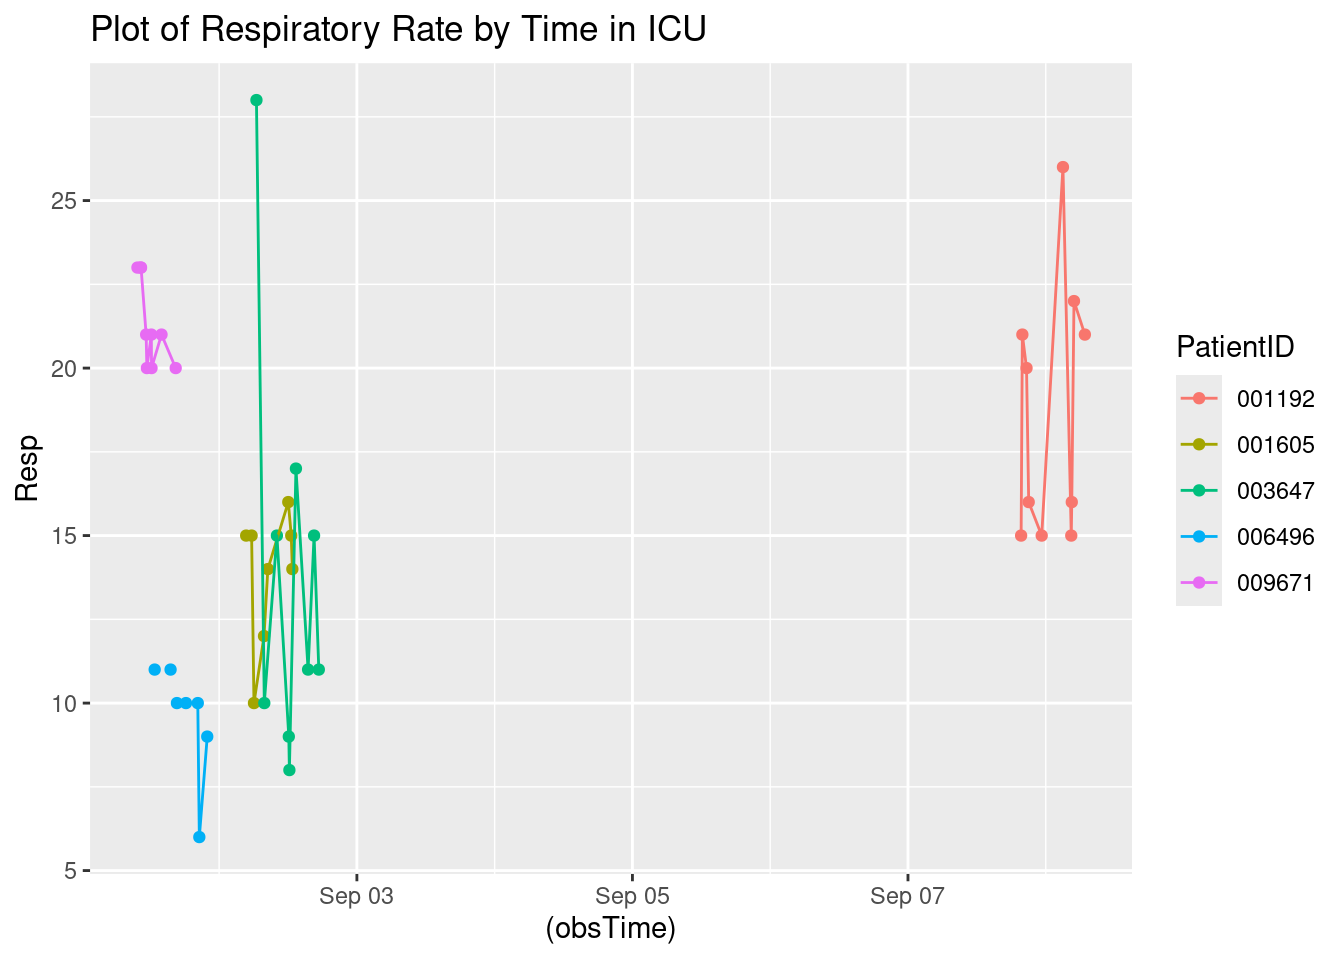 Plot of Respiratory Rate by Time in ICU
Resp
25
20
15
10
5
Sep 03
Sep 05
Sep 07
(obsTime)
PatientID
001192
001605
003647
006496
009671